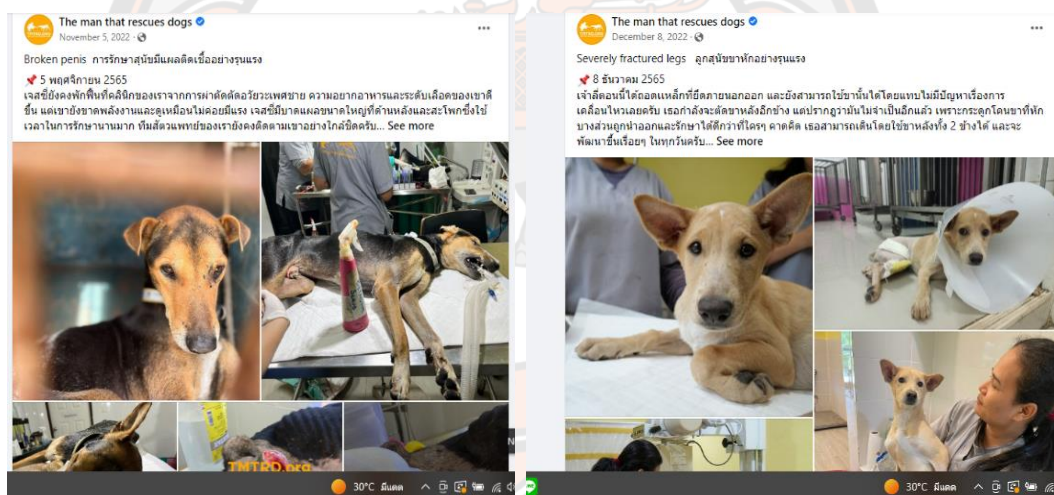 The man that rescues dogs
November 5, 2022
Broken penis การรักษาสุนัขมีแผลติดเชื้ออย่างรุนแรง
5 พฤศจิกายน 2565
เจสซี่ยังคงพักฟื้นที่คลินิกของเราจากการผ่าตัดตัดอวัยวะเพศชาย ความอยากอาหารและระดับเลือดของเขาดี
ขึ้น แต่เขายังขาดพลังงานและดูเหมือนไม่ค่อยมีแรง เจสซี่มีบาดแผลขนาดใหญ่ที่ด้านหลังและสะโพกซึ่งใช้
เวลาในการรักษานานมาก ทีมสัตวแพทย์ของเรายังคงติดตามเขาอย่างใกล้ชิดครับ... See more
TMTRD.org
30°C มีแดด
The man that rescues dogs
December 8, 2022
Severely fractured legs ลูกสุนัขขาหักอย่างรุนแรง
8 ธันวาคม 2565
เจ้าลี่ตอนนี้ได้ถอดเหล็กที่ยึดภายนอกออก และยังสามารถใช้ขานั้นได้โดยแทบไม่มีปัญหาเรื่องการ
เคลื่อนไหวเลยครับ เธอกำลังจะตัดขาหลังอีกข้าง แต่ปรากฏว่ามันไม่จำเป็นอีกแล้ว เพราะกระดูกโคนขาที่หัก
บางส่วนถูกนำออกและรักษาได้ดีกว่าที่ใครๆ คาดคิด เธอสามารถเดินโดยใช้ขาหลังทั้ง 2 ข้างได้ และจะ
พัฒนาขึ้นเรื่อยๆ ในทุกวันครับ... See more
30°C มีแดด